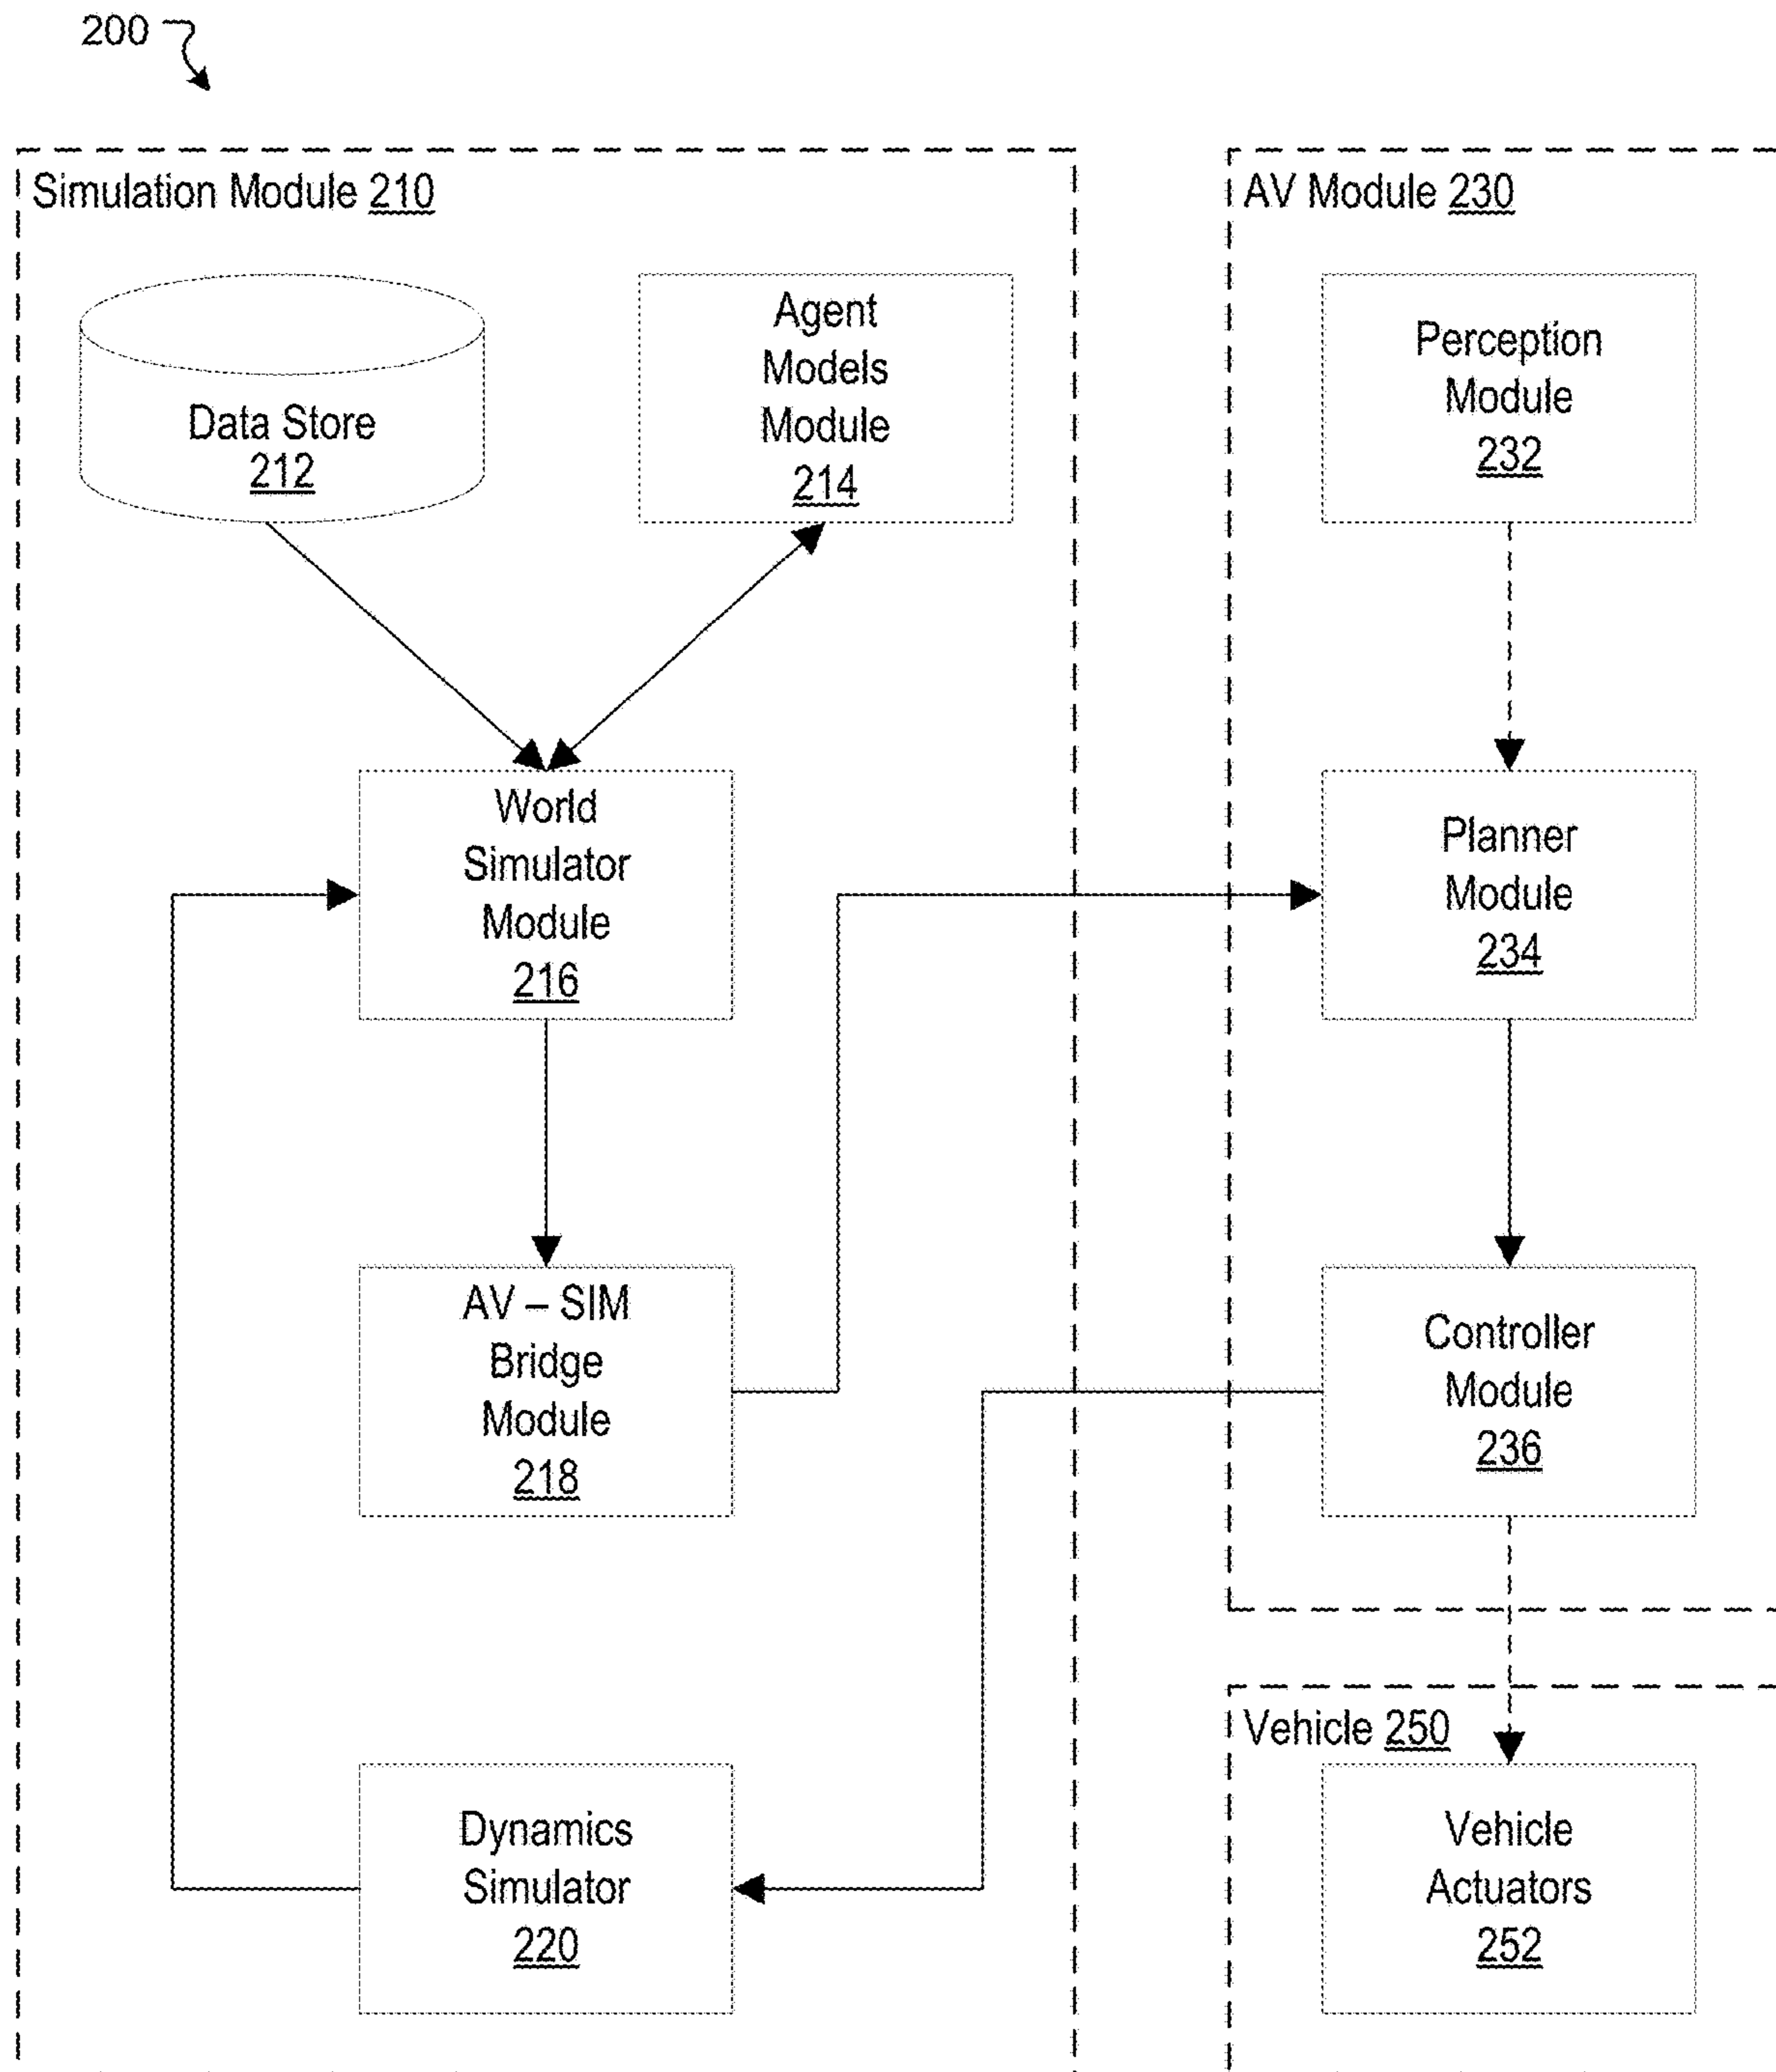 200
Simulation Module 210
Data Store
212
Agent
Models
Module
214
World
Simulator
Module
216
AV – SIM
Bridge
Module
218
Dynamics
Simulator
220
AV Module 230
Perception
Module
232
Planner
Module
234
Controller
Module
236
Vehicle 250
Vehicle
Actuators
252